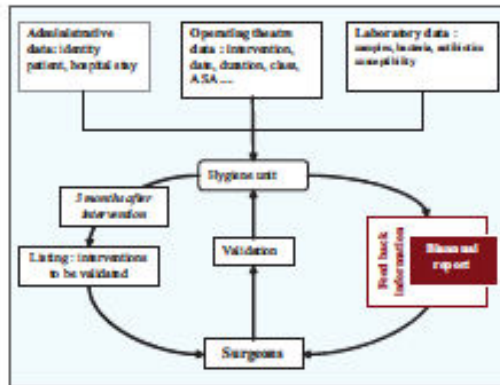 Administrative
data: identity
patient, hospital stay
Operating theatre
data : intervention,
date, duration, class,
ASA....
Laboratory data :
samples, bacteria, antibiotics
susceptibility
Hygiene unit
3 months after
intervention
Listing : interventions
to be validated
Validation
Feed back
information
Biannual
report
Surgeons